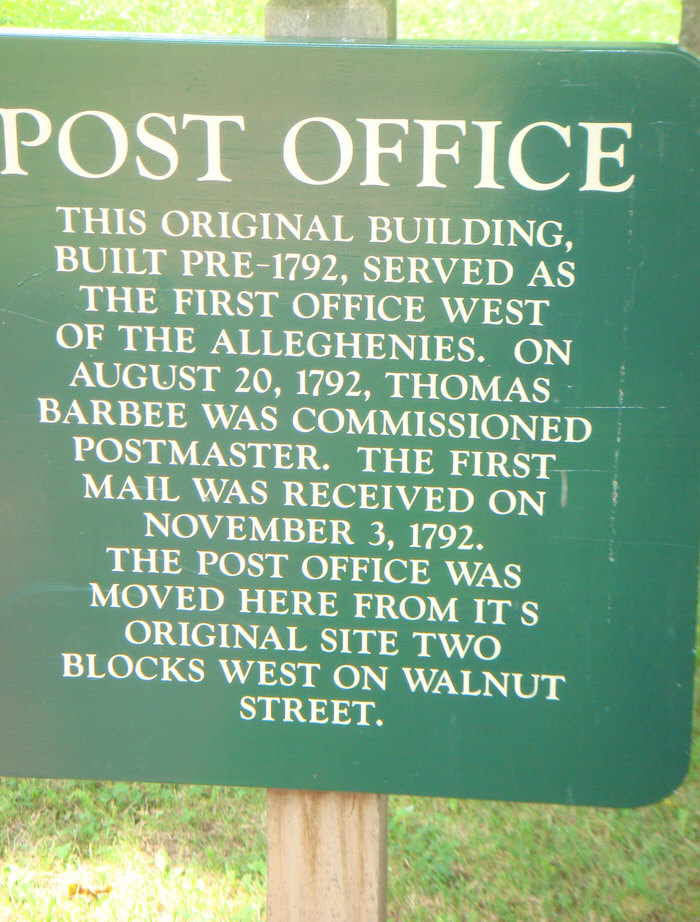 POST OFFICE
THIS ORIGINAL BUILDING,
BUILT PRE-1792, SERVED AS
THE FIRST OFFICE WEST
OF THE ALLEGHENIES. ON
AUGUST 20, 1792, THOMAS
BARBEE WAS COMMISSIONED
POSTMASTER. THE FIRST
MAIL WAS RECEIVED ON
NOVEMBER 3, 1792.
THE POST OFFICE WAS
MOVED HERE FROM IT S
ORIGINAL SITE TWO
BLOCKS WEST ON WALNUT
STREET.